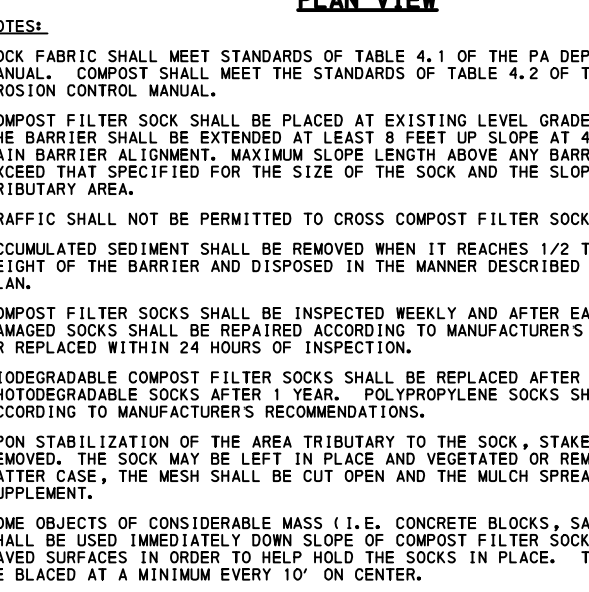 PLAN VIEW
OTES:
OCK FABRIC SHALL MEET STANDARDS OF TABLE 4.1 OF THE PA DEP
ANUAL. COMPOST SHALL MEET THE STANDARDS OF TABLE 4.2 OF T
ROSION CONTROL MANUAL.
OMPOST FILTER SOCK SHALL BE PLACED AT EXISTING LEVEL GRADE
HE BARRIER SHALL BE EXTENDED AT LEAST 8 FEET UP SLOPE AT 4
AIN BARRIER ALIGNMENT. MAXIMUM SLOPE LENGTH ABOVE ANY BARR
XCEED THAT SPECIFIED FOR THE SIZE OF THE SOCK AND THE SLOP
RIBUTARY AREA.
RAFFIC SHALL NOT BE PERMITTED TO CROSS COMPOST FILTER SOCK
CCUMULATED SEDIMENT SHALL BE REMOVED WHEN IT REACHES 1/2 T
EIGHT OF THE BARRIER AND DISPOSED IN THE MANNER DESCRIBED
LAN.
OMPOST FILTER SOCKS SHALL BE INSPECTED WEEKLY AND AFTER EA
AMAGED SOCKS SHALL BE REPAIRED ACCORDING TO MANUFACTURER'S
R REPLACED WITHIN 24 HOURS OF INSPECTION.
IODEGRADABLE COMPOST FILTER SOCKS SHALL BE REPLACED AFTER
HOTODEGRADABLE SOCKS AFTER 1 YEAR. POLYPROPYLENE SOCKS SH
CCORDING TO MANUFACTURER'S RECOMMENDATIONS.
PON STABILIZATION OF THE AREA TRIBUTARY TO THE SOCK, STAKE
EMOVED. THE SOCK MAY BE LEFT IN PLACE AND VEGETATED OR REM
ATTER CASE, THE MESH SHALL BE CUT OPEN AND THE MULCH SPREA
UPPLEMENT.
OME OBJECTS OF CONSIDERABLE MASS (I.E. CONCRETE BLOCKS, SA
HALL BE USED IMMEDIATELY DOWN SLOPE OF COMPOST FILTER SOCK
AVED SURFACES IN ORDER TO HELP HOLD THE SOCKS IN PLACE. T
E BLACED AT A MINIMUM EVERY 10' ON CENTER.